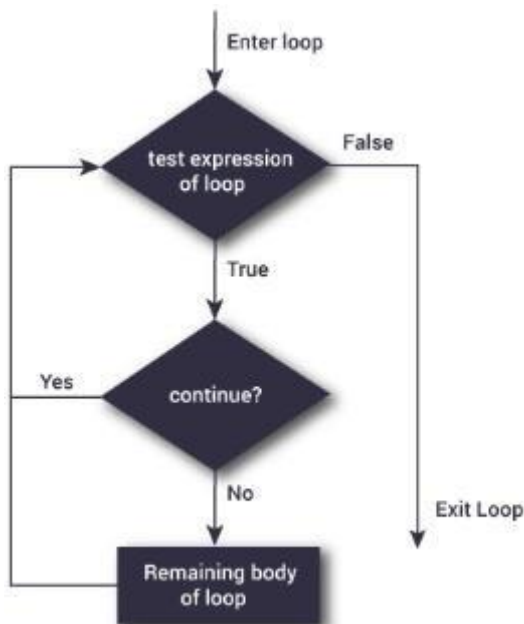 Enter loop
test expression
of loop
False
True
Yes
continue?
No
Exit Loop
Remaining body
of loop